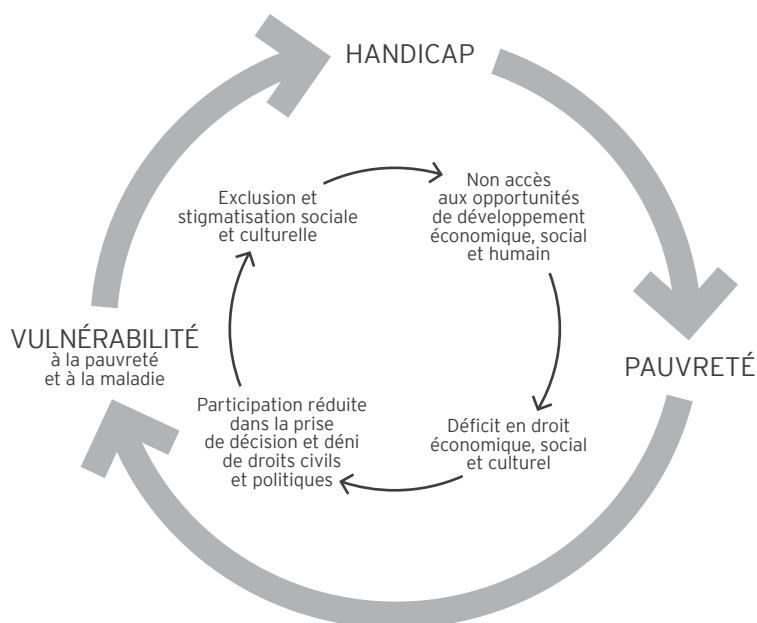 HANDICAP
Exclusion et
stigmatisation sociale
et culturelle
Non accès
aux opportunités
de développement
économique, social
et humain
VULNÉRABILITÉ
à la pauvreté
et à la maladie
PAUVRETÉ
Participation réduite
dans la prise
de décision et déni
de droits civils
et politiques
Déficit en droit
économique, social
et culturel